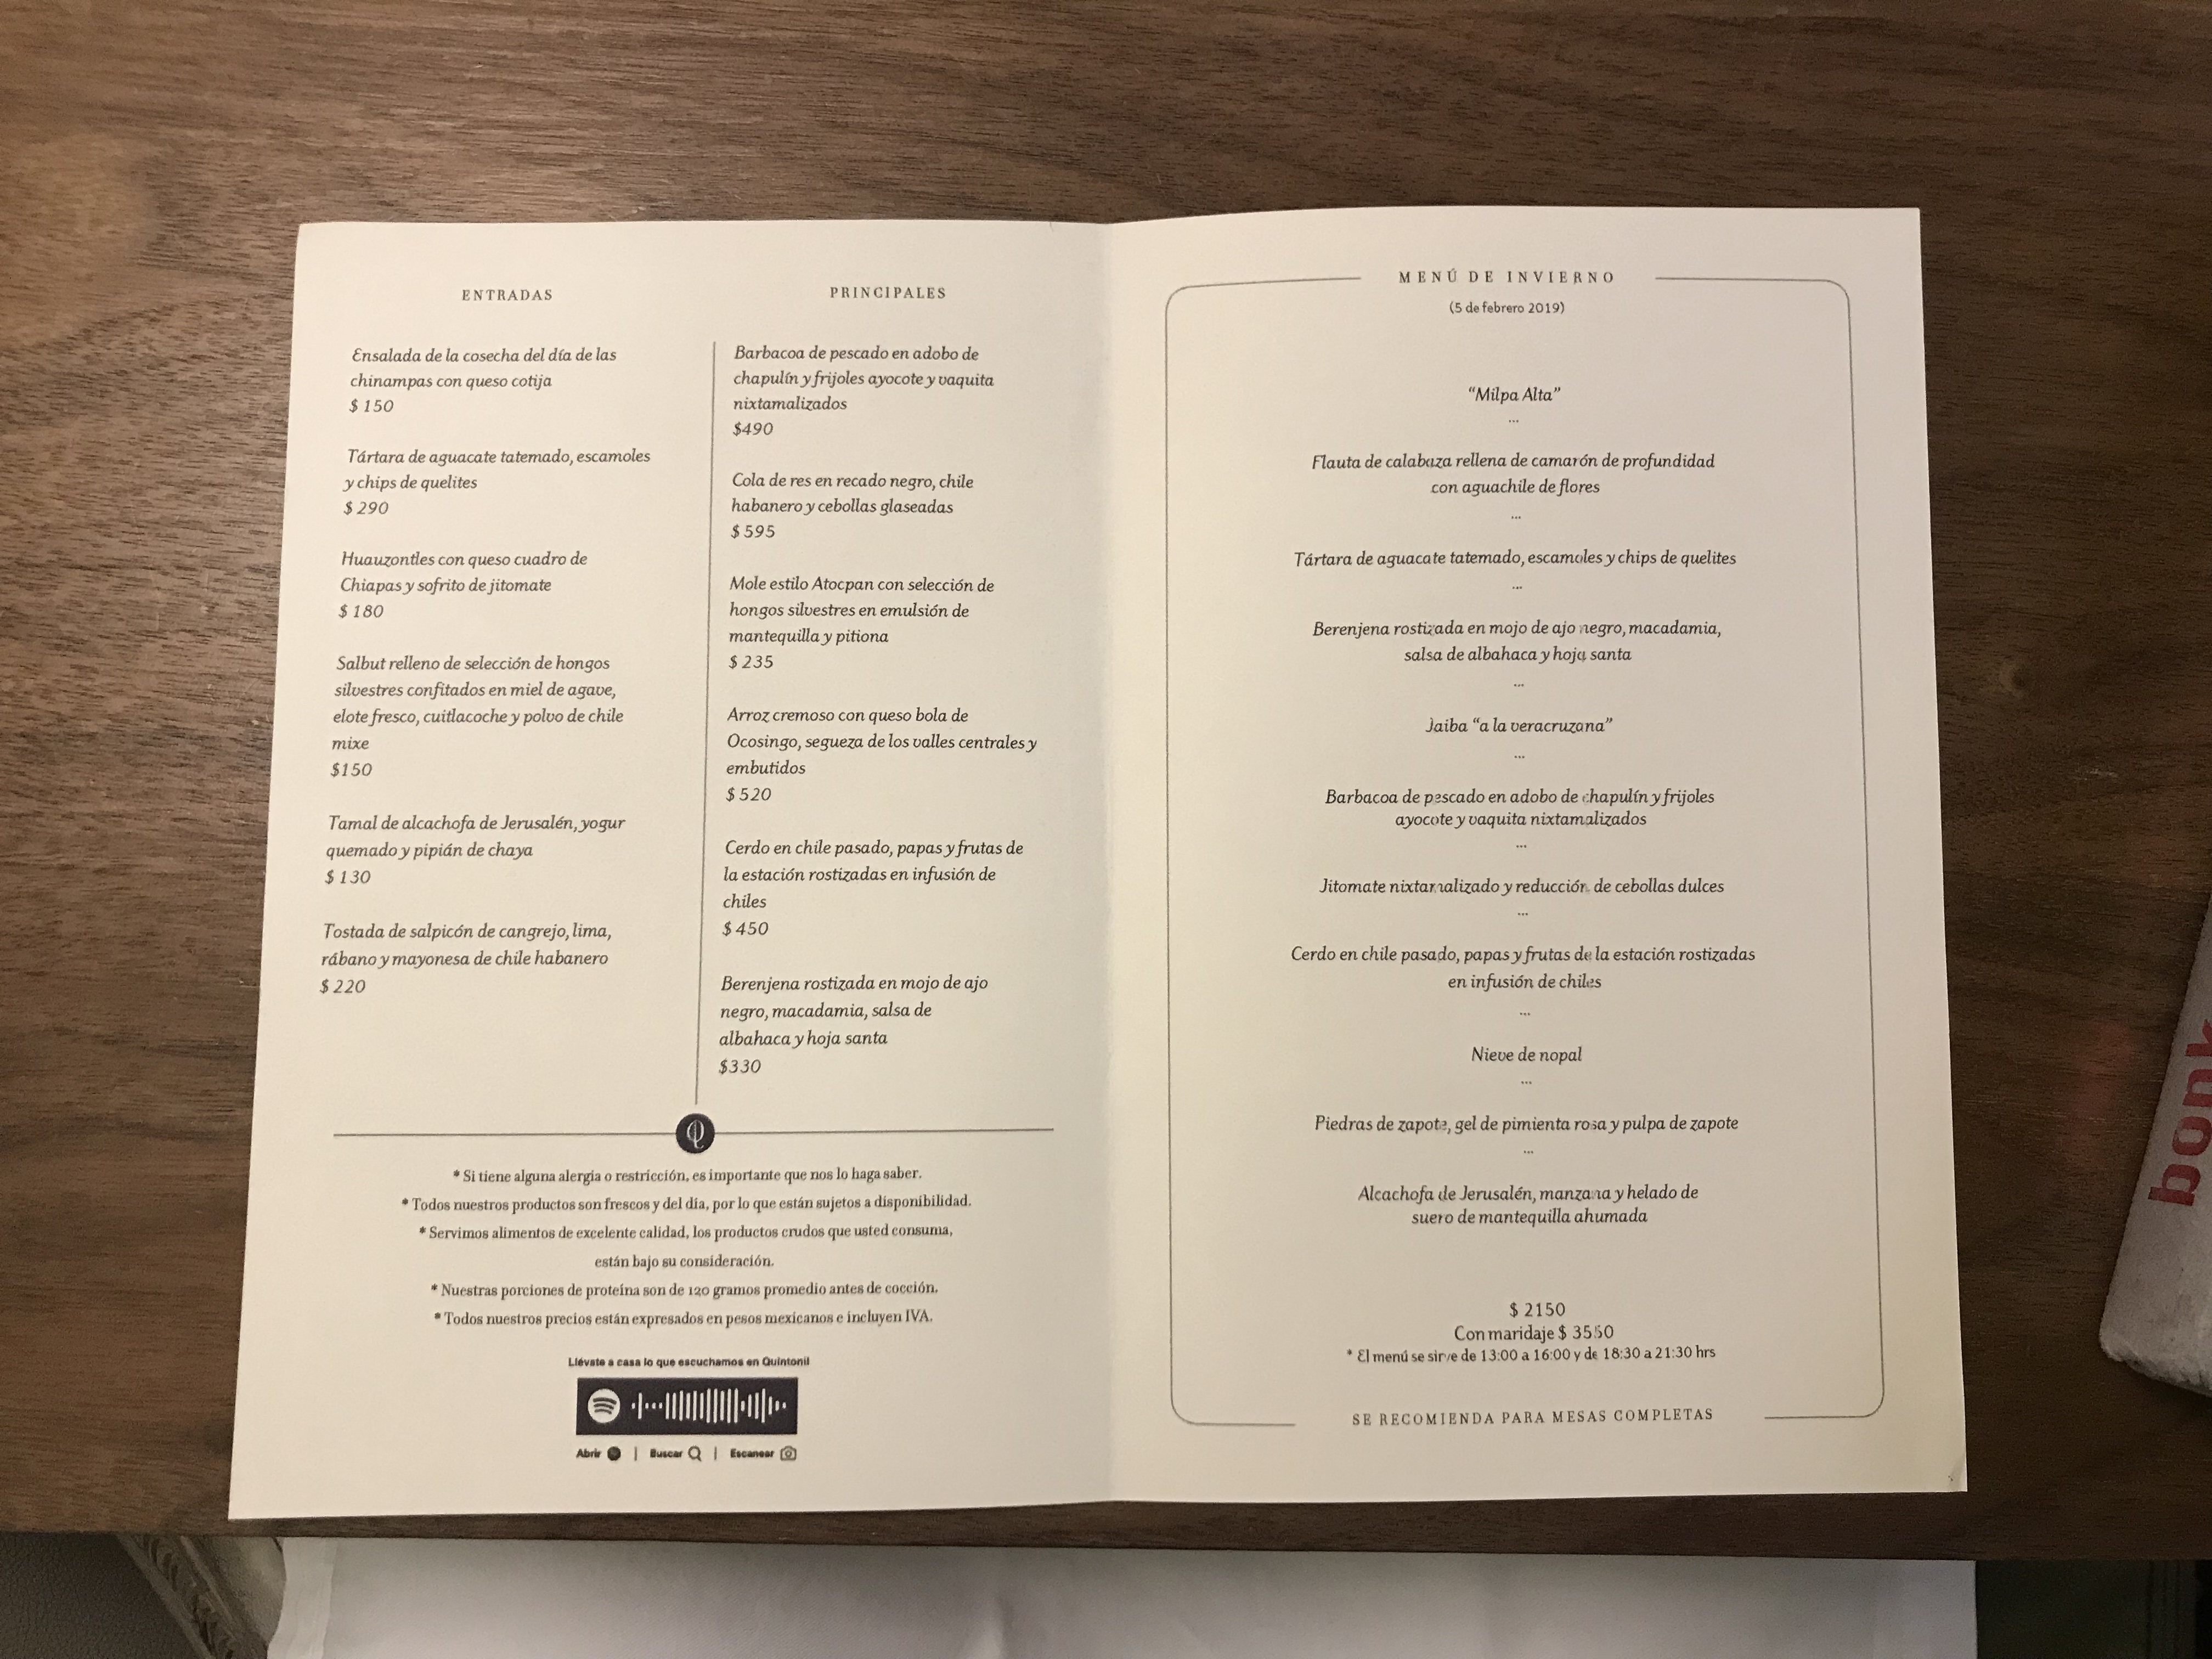 ENTRADAS
Ensalada de la cosecha del día de las
chinampas con queso cotija
$ 150
Tártara de aguacate tatemado, escamoles
y chips de quelites
$ 290
Huauzontles con queso cuadro de
Chiapas y sofrito de jitomate
$ 180
Salbut relleno de selección de hongos
silvestres confitados en miel de agave,
elote fresco, cuitlacoche y polvo de chile
mixe
$150
Tamal de alcachofa de Jerusalén, yogur
quemado y pipián de chaya
$ 130
Tostada de salpicón de cangrejo, lima,
rábano y mayonesa de chile habanero
$ 220
PRINCIPALES
Barbacoa de pescado en adobo de
chapulín y frijoles ayocote y vaquita
nixtamalizados
$490
Cola de res en recado negro, chile
habanero y cebollas glaseadas
$ 595
Mole estilo Atocpan con selección de
hongos silvestres en emulsión de
mantequilla y pitiona
$ 235
Arroz cremoso con queso bola de
Ocosingo, segueza de los valles centrales y
embutidos
$ 520
Cerdo en chile pasado, papas y frutas de
la estación rostizadas en infusión de
chiles
$ 450
Berenjena rostizada en mojo de ajo
negro, macadamia, salsa de
albahaca y hoja santa
$330
Q
* Si tiene alguna alergia o restricción, es importante que nos lo haga saber.
* Todos nuestros productos son frescos y del día, por lo que están sujetos a disponibilidad.
* Servimos alimentos de excelente calidad, los productos crudos que usted consuma,
están bajo su consideración.
* Nuestras porciones de proteína son de 120 gramos promedio antes de cocción.
* Todos nuestros precios están expresados en pesos mexicanos e incluyen IVA.
Llévate a casa lo que escuchamos en Quintonil
Abrir | Buscar | Escanear
MENÚ DE INVIERNO
(5 de febrero 2019)
“Milpa Alta”
...
Flauta de calabaza rellena de camarón de profundidad
con aguachile de flores
...
Tártara de aguacate tatemado, escamoles y chips de quelites
...
Berenjena rostizada en mojo de ajo negro, macadamia,
salsa de albahaca y hoja santa
...
Jaiba “a la veracruzana”
...
Barbacoa de pescado en adobo de chapulín y frijoles
ayocote y vaquita nixtamalizados
...
Jitomate nixtamalizado y reducción de cebollas dulces
...
Cerdo en chile pasado, papas y frutas de la estación rostizadas
en infusión de chiles
...
Nieve de nopal
...
Piedras de zapote, gel de pimienta rosa y pulpa de zapote
...
Alcachofa de Jerusalén, manzana y helado de
suero de mantequilla ahumada
$ 2150
Con maridaje $ 3550
* El menú se sirve de 13:00 a 16:00 y de 18:30 a 21:30 hrs
SE RECOMIENDA PARA MESAS COMPLETAS
bonk